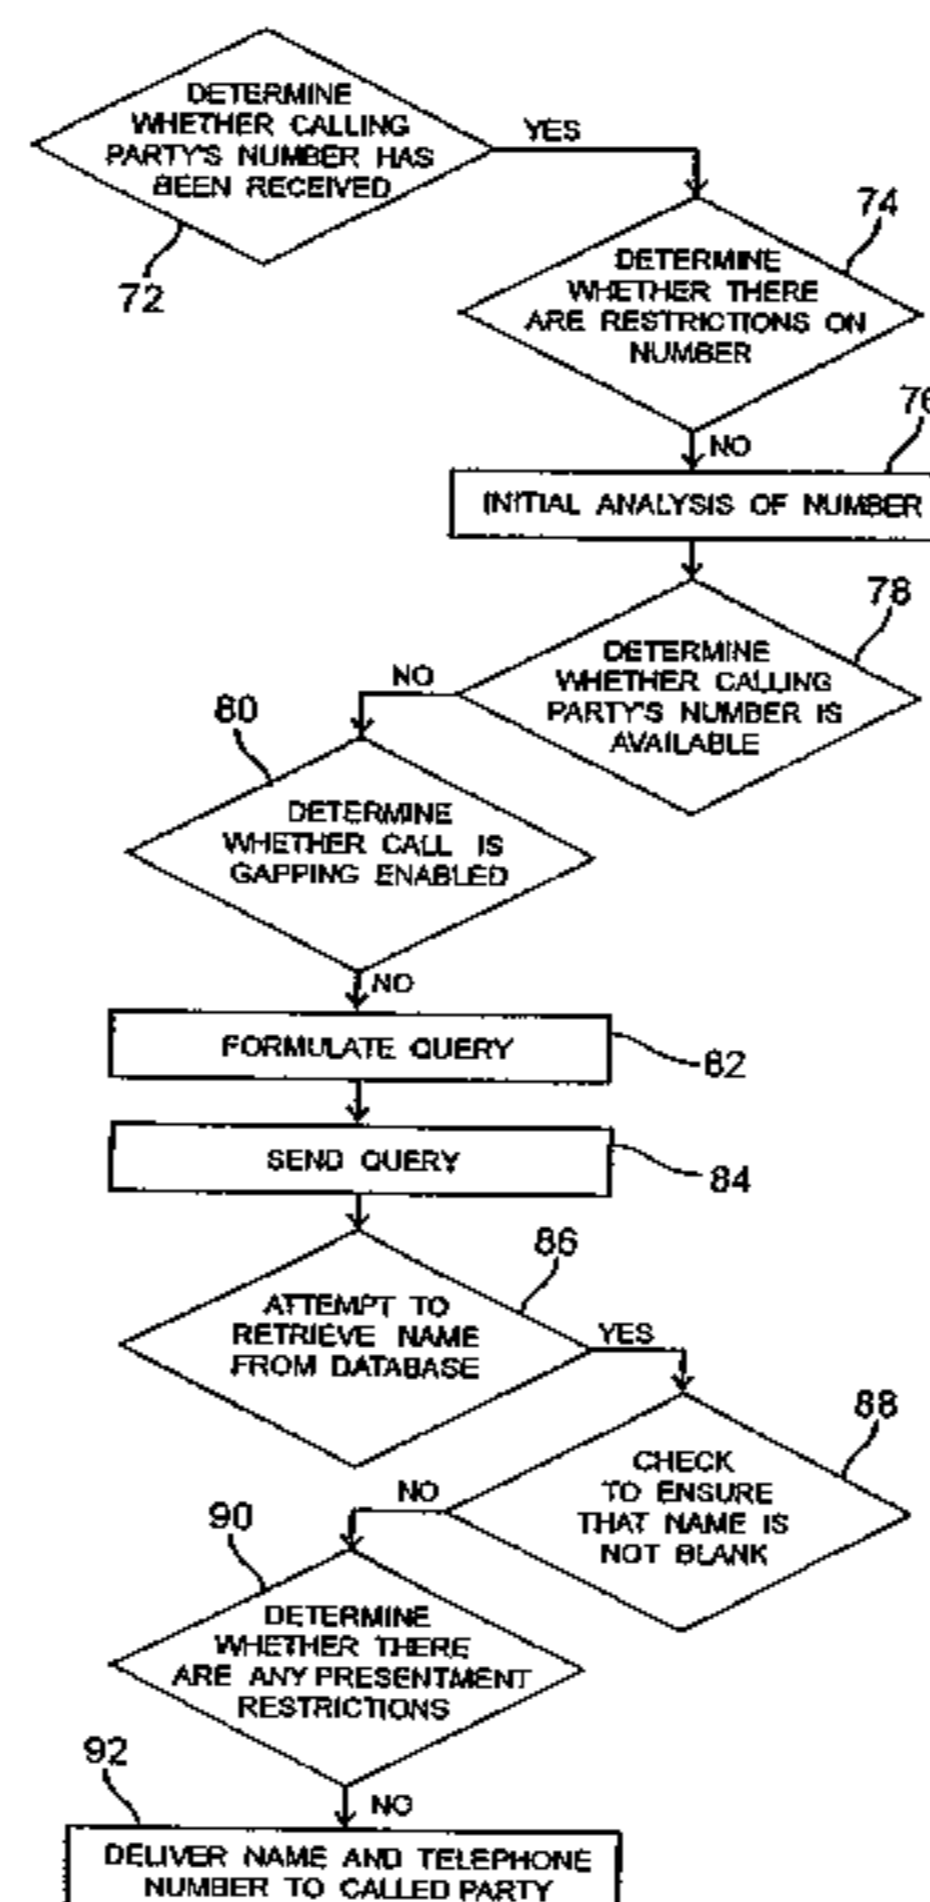 DETERMINE
WHETHER CALLING
PARTY'S NUMBER HAS
BEEN RECEIVED
YES
72
74
DETERMINE
WHETHER THERE
ARE RESTRICTIONS ON
NUMBER
NO
76
INITIAL ANALYSIS OF NUMBER
78
DETERMINE
WHETHER CALLING
PARTY'S NUMBER IS
AVAILABLE
NO
80
DETERMINE
WHETHER CALL IS
GAPPING ENABLED
NO
FORMULATE QUERY
82
SEND QUERY
84
86
ATTEMPT TO
RETRIEVE NAME
FROM DATABASE
YES
88
CHECK
TO ENSURE
THAT NAME IS
NOT BLANK
NO
90
DETERMINE
WHETHER THERE
ARE ANY PRESENTMENT
RESTRICTIONS
NO
92
DELIVER NAME AND TELEPHONE
NUMBER TO CALLED PARTY